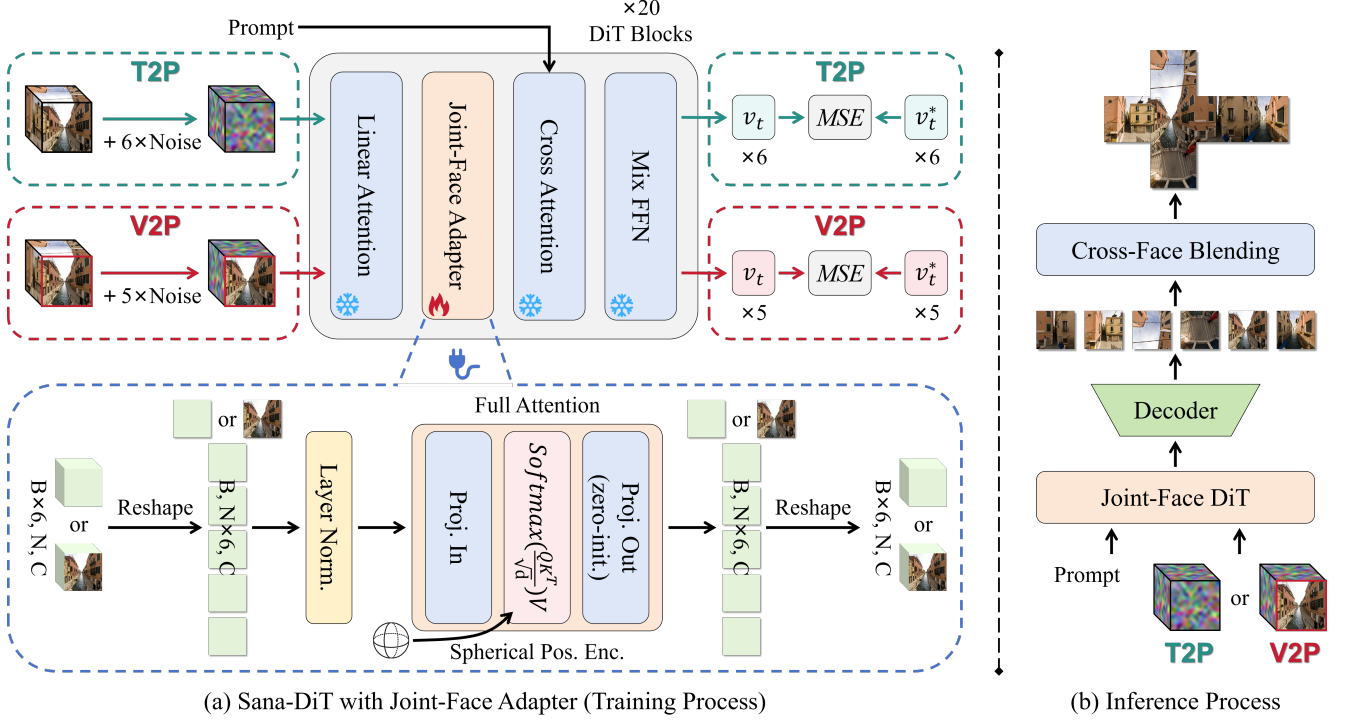 ×20
DiT Blocks
Prompt
T2P
+ 6×Noise
V2P
+ 5×Noise
Linear Attention
Joint-Face Adapter
Cross Attention
Mix FFN
T2P
v_t
MSE
v_t^*
×6
×6
V2P
v_t
MSE
v_t^*
×5
×5
B×6, N, C
or
Reshape
or
B, N×6, C
Layer Norm.
Full Attention
Proj. In
Softmax(QK^T/√d)V
Proj. Out
(zero-init.)
Spherical Pos. Enc.
or
B, N×6, C
Reshape
or
B×6, N, C
(a) Sana-DiT with Joint-Face Adapter (Training Process)
Cross-Face Blending
Decoder
Joint-Face DiT
Prompt
or
T2P
V2P
(b) Inference Process